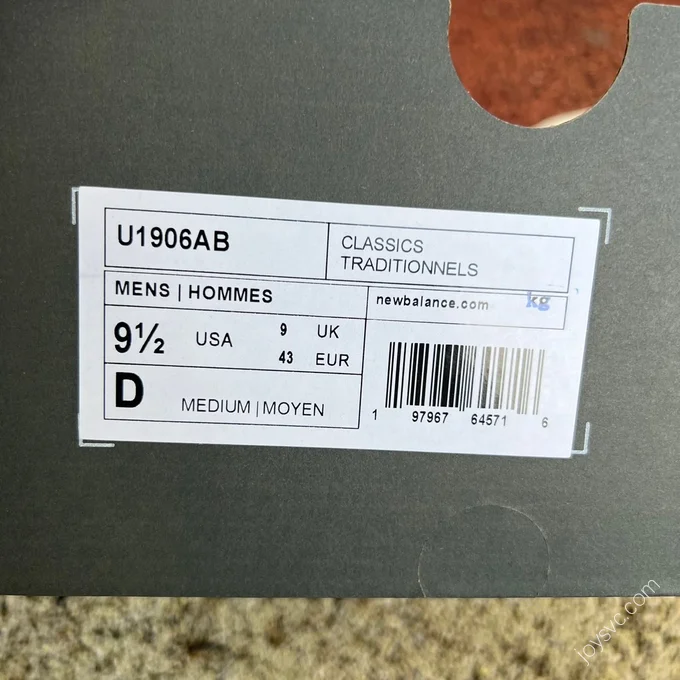 U1906AB
CLASSICS
TRADITIONNELS
MENS | HOMMES
newbalance.com
kg
9½ USA 9 UK
43 EUR
D MEDIUM | MOYEN
1 97967 64571 6
joysvc.com